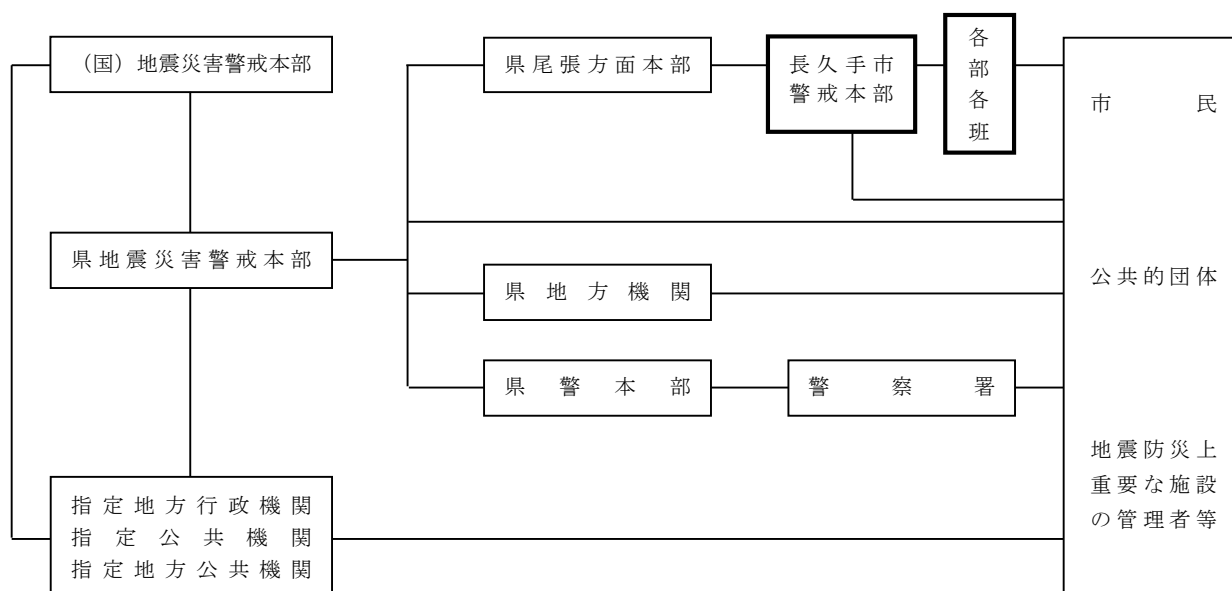 (国) 地震災害警戒本部
県尾張方面本部
長久手市
警戒本部
各部各班
市民
県地震災害警戒本部
公共的団体
県地方機関
県警本部
警察署
地震防災上
重要な施設
の管理者等
指定地方行政機関
指定公共機関
指定地方公共機関